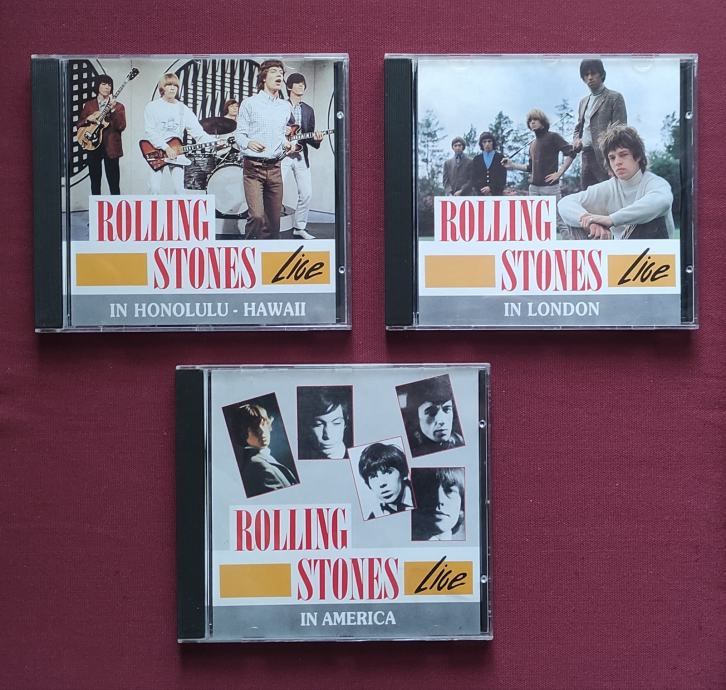 ROLLING
STONES Live
IN HONOLULU - HAWAII
ROLLING
STONES Live
IN LONDON
ROLLING
STONES Live
IN AMERICA